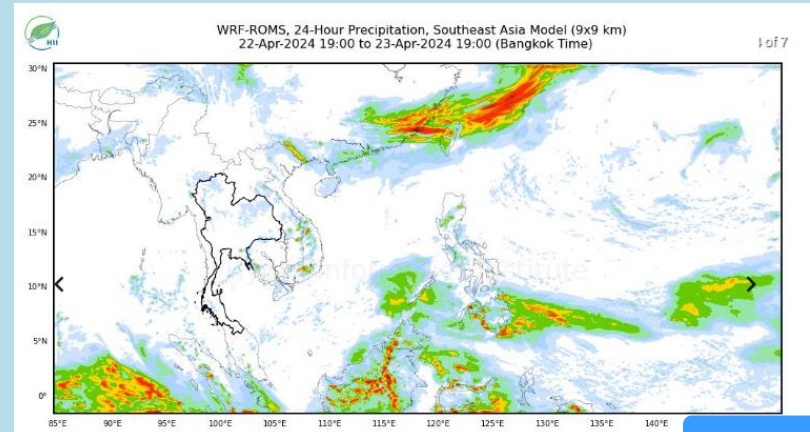 WRF-ROMS, 24-Hour Precipitation, Southeast Asia Model (9x9 km)
22-Apr-2024 19:00 to 23-Apr-2024 19:00 (Bangkok Time)
HII
of 7
30°N
25°N
20°N
15°N
10°N
5°N
0°
85°E 90°E 95°E 100°E 105°E 110°E 115°E 120°E 125°E 130°E 135°E 140°E